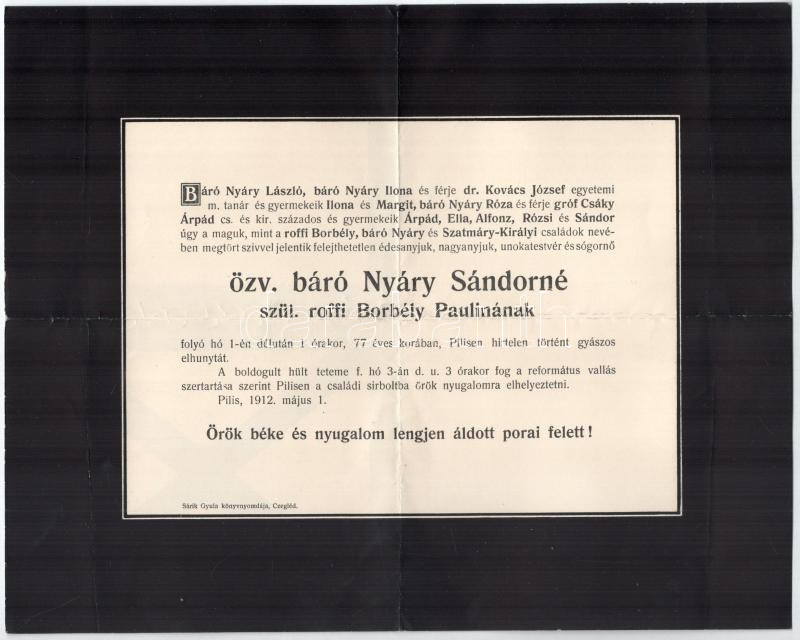 Báró Nyáry László, báró Nyáry Ilona és férje dr. Kovács József egyetemi
m. tanár és gyermekeik Ilona és Margit, báró Nyáry Róza és férje gróf Csáky
Árpád cs. és kir. százados és gyermekeik Árpád, Ella, Alfonz, Rózsi és Sándor
úgy a maguk, mint a roffi Borbély, báró Nyáry és Szatmáry-Királyi családok nevé-
ben megtört szivvel jelentik felejthetetlen édesanyjuk, nagyanyjuk, unokatestvér és sógornő
özv. báró Nyáry Sándorné
szül. roffi Borbély Paulinának
folyó hó 1-én délután 1 órakor, 77 éves korában, Pilisen hirtelen történt gyászos
elhunytát.
A boldogult hült teteme f. hó 3-án d. u. 3 órakor fog a református vallás
szertartása szerint Pilisen a családi sirboltba örök nyugalomra elhelyeztetni.
Pilis, 1912. május 1.
Örök béke és nyugalom lengjen áldott porai felett!
Sárik Gyula könyvnyomdája, Czegléd.
darabanth